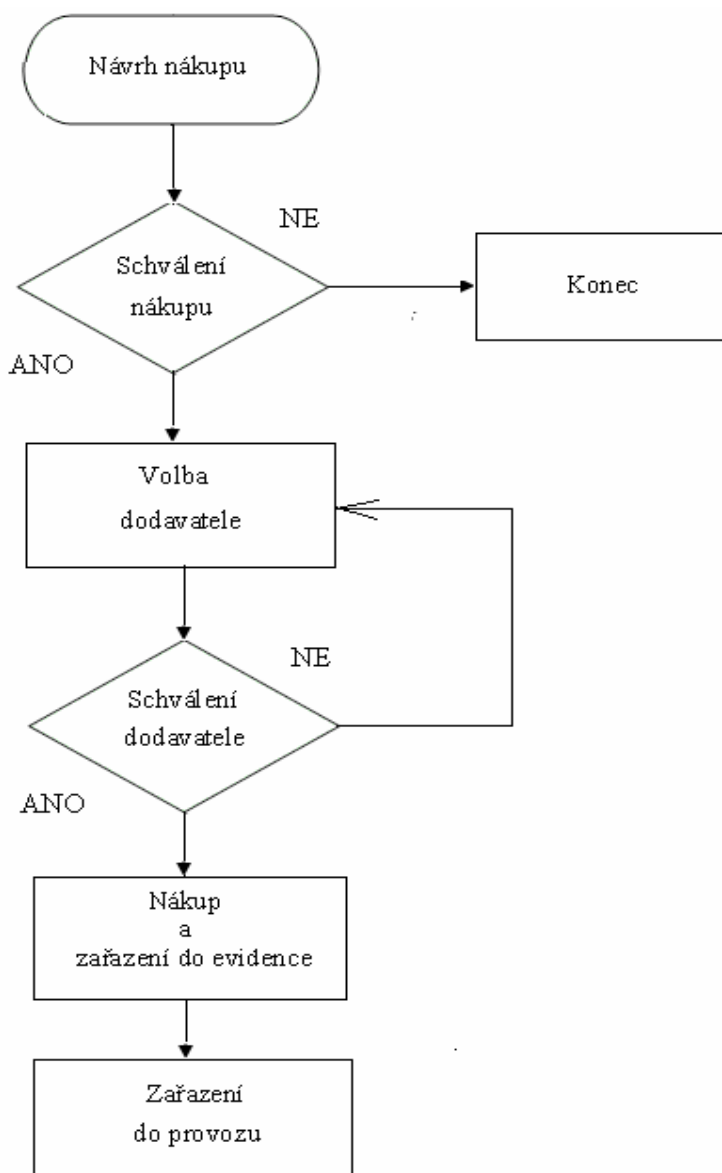 Návrh nákupu
NE
Schválení
nákupu
Konec
ANO
Volba
dodavatele
NE
Schválení
dodavatele
ANO
Nákup
a
zařazení do evidence
Zařazení
do provozu